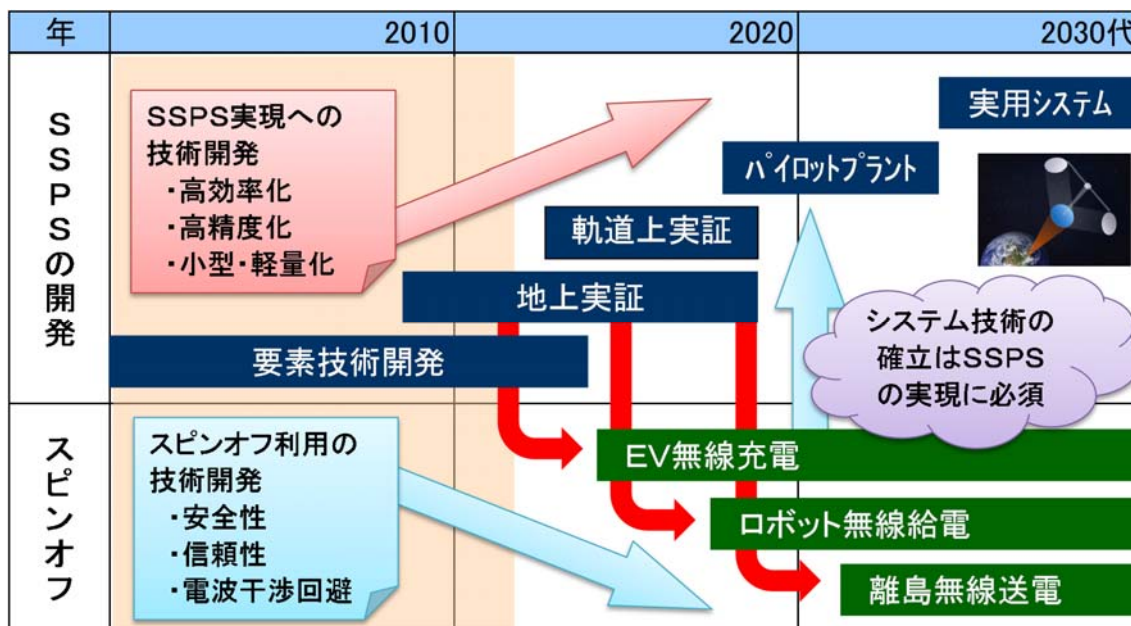 年
2010
2020
2030代
SSPSの開発
SSPS実現への
技術開発
・高効率化
・高精度化
・小型・軽量化
実用システム
パイロットプラント
軌道上実証
地上実証
要素技術開発
システム技術の
確立はSSPS
の実現に必須
スピンオフ
スピンオフ利用の
技術開発
・安全性
・信頼性
・電波干渉回避
EV無線充電
ロボット無線給電
離島無線送電